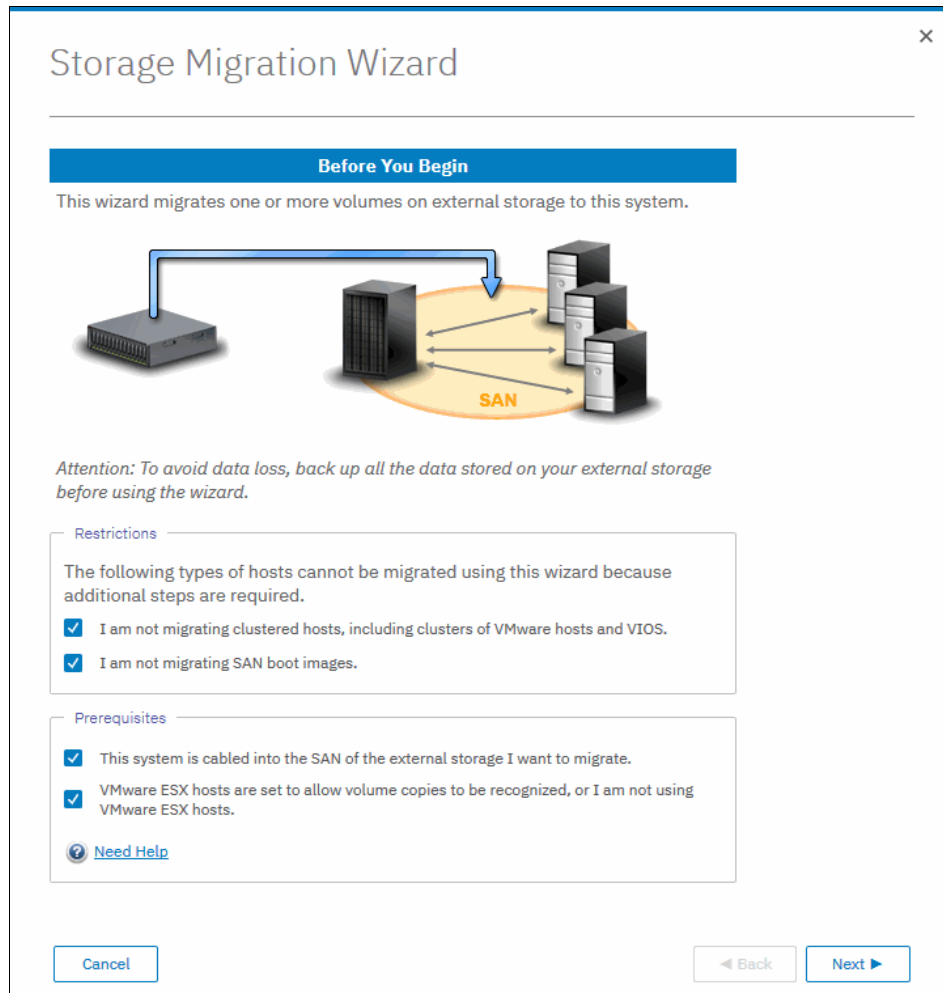 Storage Migration Wizard
Before You Begin
This wizard migrates one or more volumes on external storage to this system.
SAN
Attention: To avoid data loss, back up all the data stored on your external storage
before using the wizard.
Restrictions
The following types of hosts cannot be migrated using this wizard because
additional steps are required.
I am not migrating clustered hosts, including clusters of VMware hosts and VIOS.
I am not migrating SAN boot images.
Prerequisites
This system is cabled into the SAN of the external storage I want to migrate.
VMware ESX hosts are set to allow volume copies to be recognized, or I am not using
VMware ESX hosts.
Need Help
Cancel
Back
Next